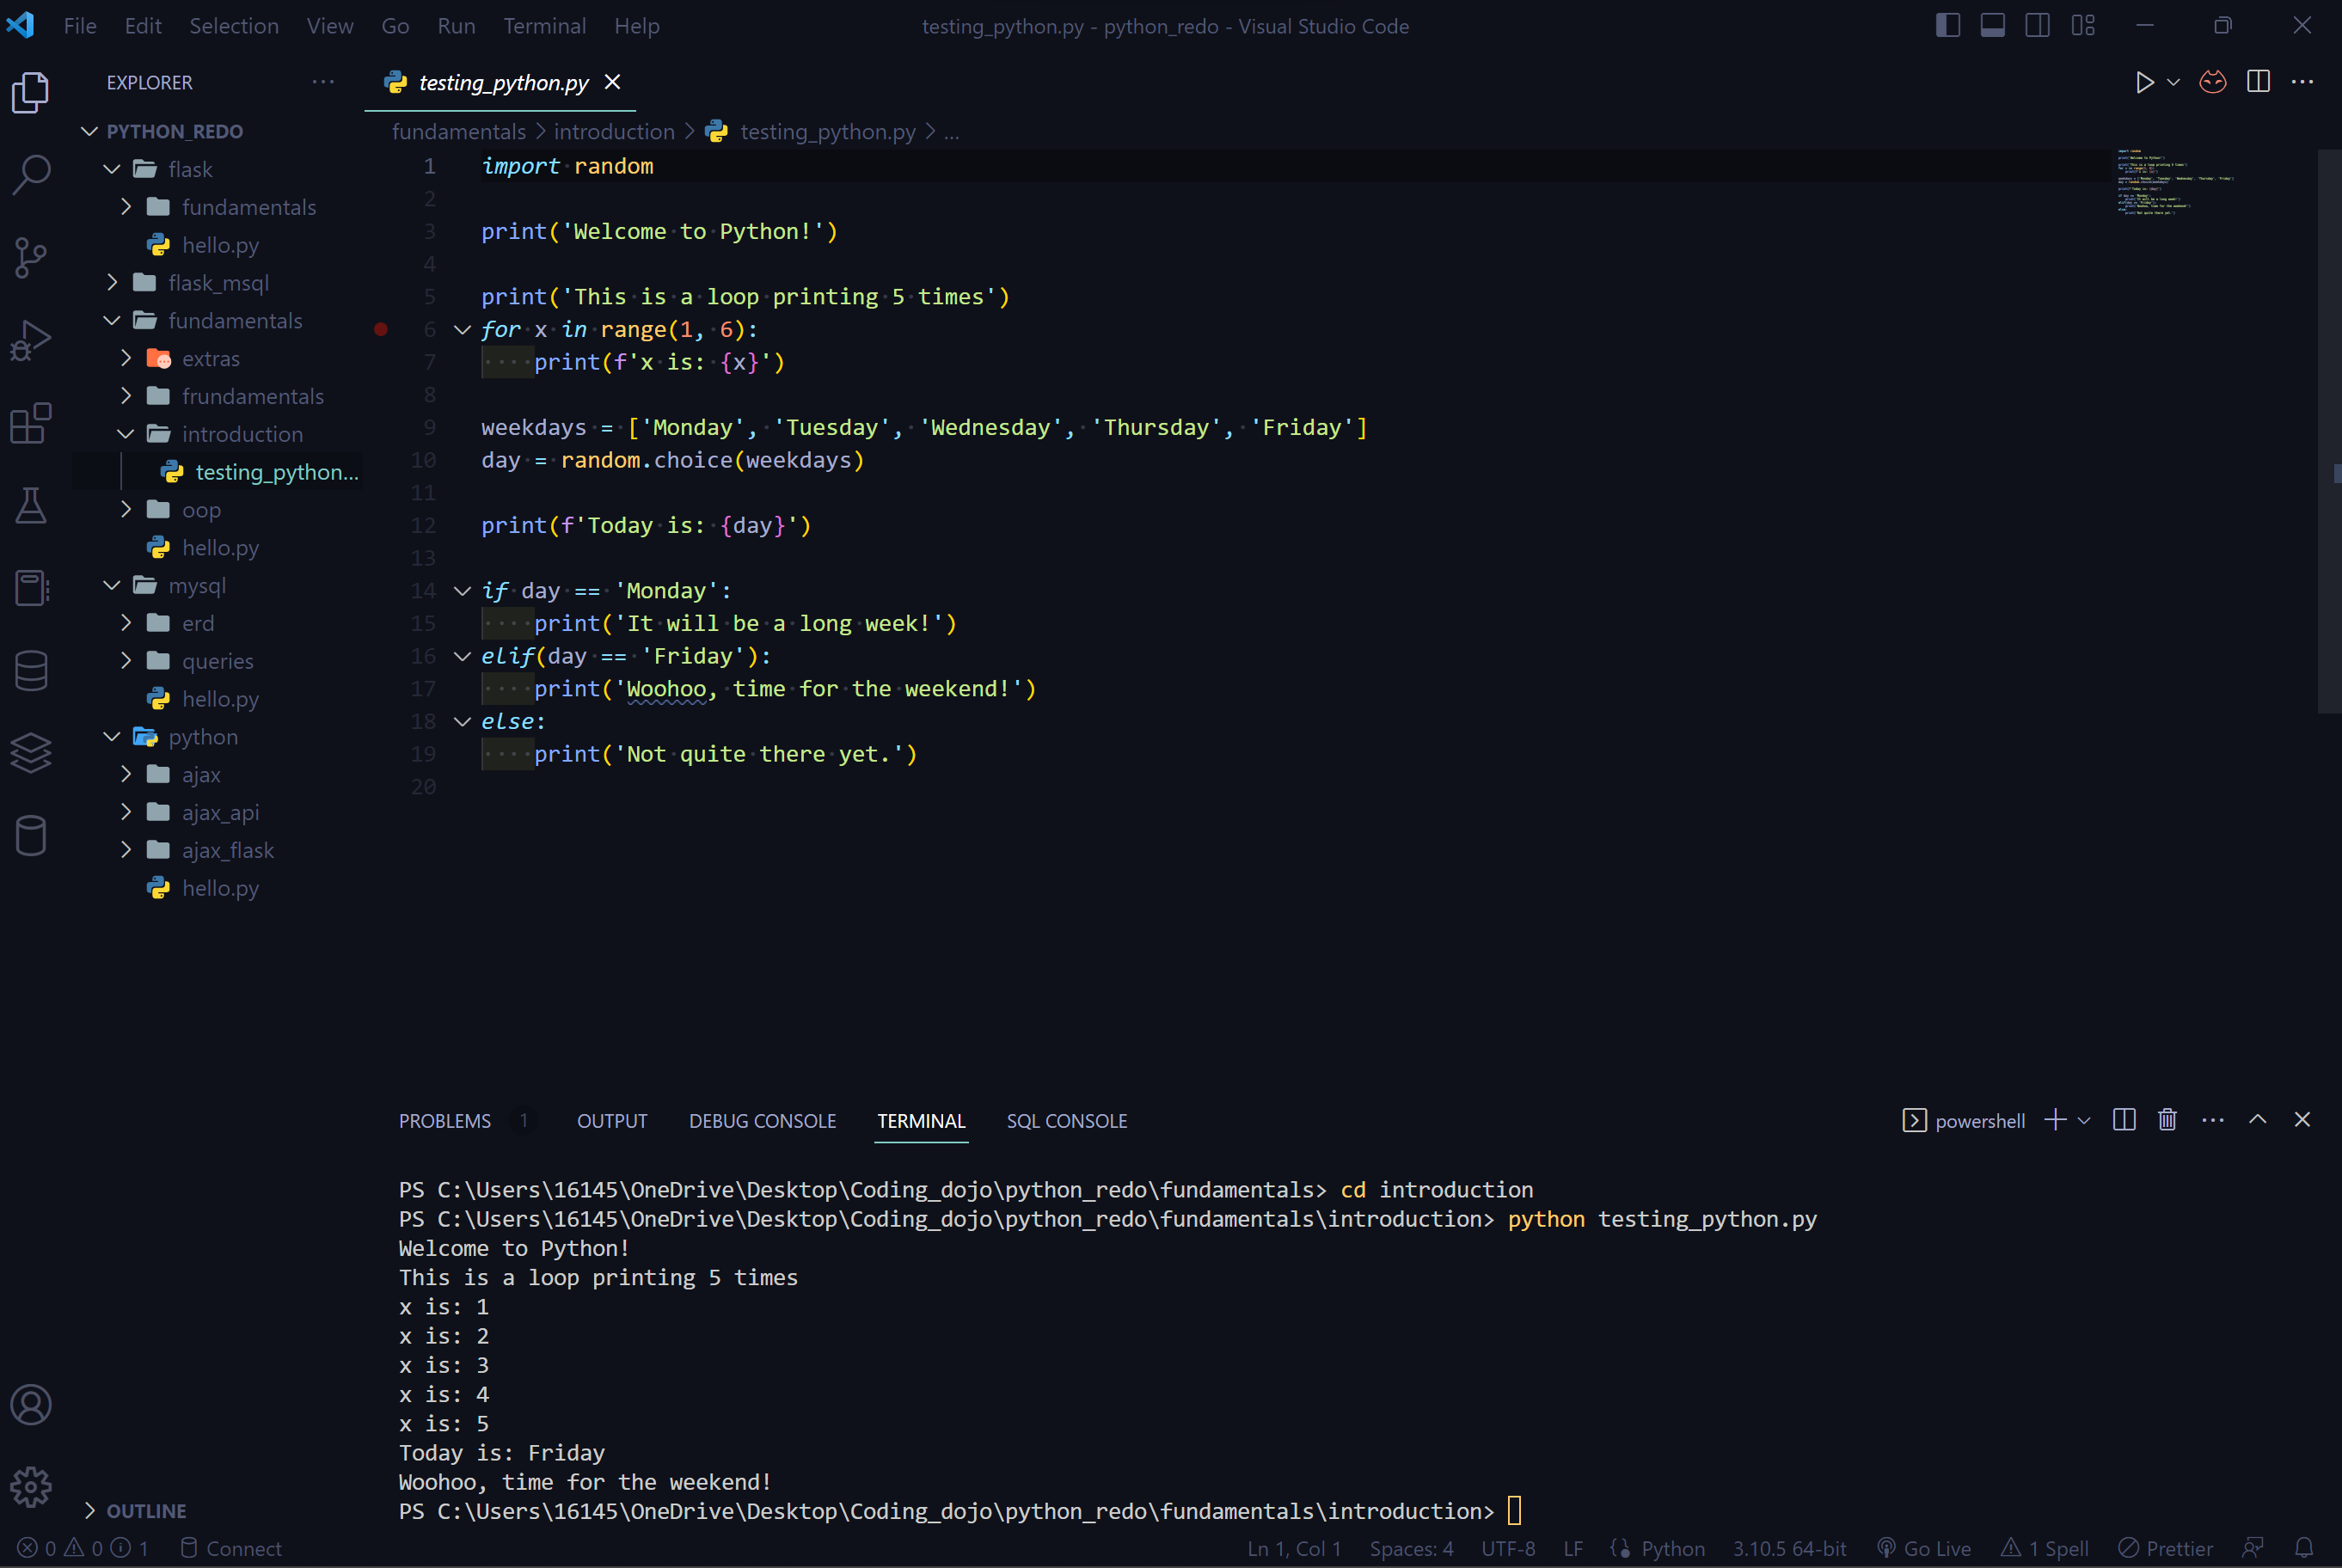 File Edit Selection View Go Run Terminal Help testing_python.py - python_redo - Visual Studio Code
EXPLORER
PYTHON_REDO
flask
fundamentals
hello.py
flask_msql
fundamentals
extras
frundamentals
introduction
testing_python...
oop
hello.py
mysql
erd
queries
hello.py
python
ajax
ajax_api
ajax_flask
hello.py
OUTLINE
testing_python.py
fundamentals > introduction > testing_python.py > ...
1 import random
2
3 print('Welcome to Python!')
4
5 print('This is a loop printing 5 times')
6 for x in range(1, 6):
7     print(f'x is: {x}')
8
9 weekdays = ['Monday', 'Tuesday', 'Wednesday', 'Thursday', 'Friday']
10 day = random.choice(weekdays)
11
12 print(f'Today is: {day}')
13
14 if day == 'Monday':
15     print('It will be a long week!')
16 elif(day == 'Friday'):
17     print('Woohoo, time for the weekend!')
18 else:
19     print('Not quite there yet.')
20
PROBLEMS 1 OUTPUT DEBUG CONSOLE TERMINAL SQL CONSOLE powershell
PS C:\Users\16145\OneDrive\Desktop\Coding_dojo\python_redo\fundamentals> cd introduction
PS C:\Users\16145\OneDrive\Desktop\Coding_dojo\python_redo\fundamentals\introduction> python testing_python.py
Welcome to Python!
This is a loop printing 5 times
x is: 1
x is: 2
x is: 3
x is: 4
x is: 5
Today is: Friday
Woohoo, time for the weekend!
PS C:\Users\16145\OneDrive\Desktop\Coding_dojo\python_redo\fundamentals\introduction>
0 0 1 Connect Ln 1, Col 1 Spaces: 4 UTF-8 LF Python 3.10.5 64-bit Go Live 1 Spell Prettier